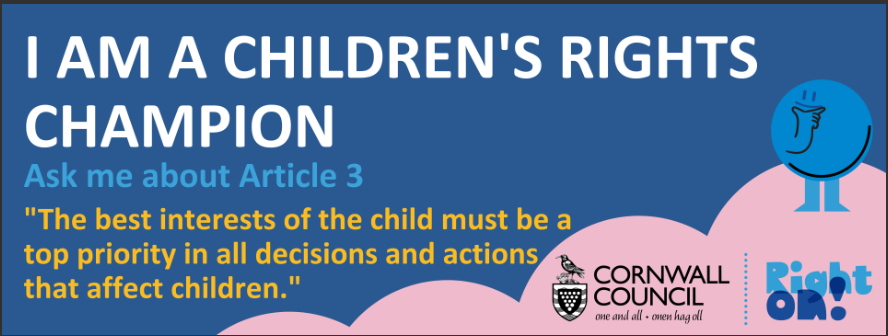 I AM A CHILDREN'S RIGHTS
CHAMPION
Ask me about Article 3
"The best interests of the child must be a
top priority in all decisions and actions
that affect children."
CORNWALL
COUNCIL
one and all • onen hag oll
Right
on!